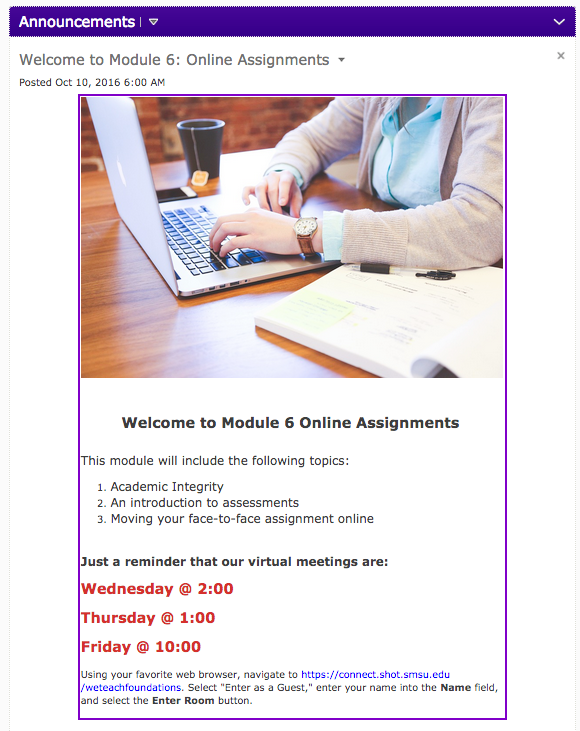 Announcements
Welcome to Module 6: Online Assignments
Posted Oct 10, 2016 6:00 AM
Welcome to Module 6 Online Assignments
This module will include the following topics:
1. Academic Integrity
2. An introduction to assessments
3. Moving your face-to-face assignment online
Just a reminder that our virtual meetings are:
Wednesday @ 2:00
Thursday @ 1:00
Friday @ 10:00
Using your favorite web browser, navigate to https://connect.shot.smsu.edu
/weteachfoundations. Select "Enter as a Guest," enter your name into the Name field,
and select the Enter Room button.